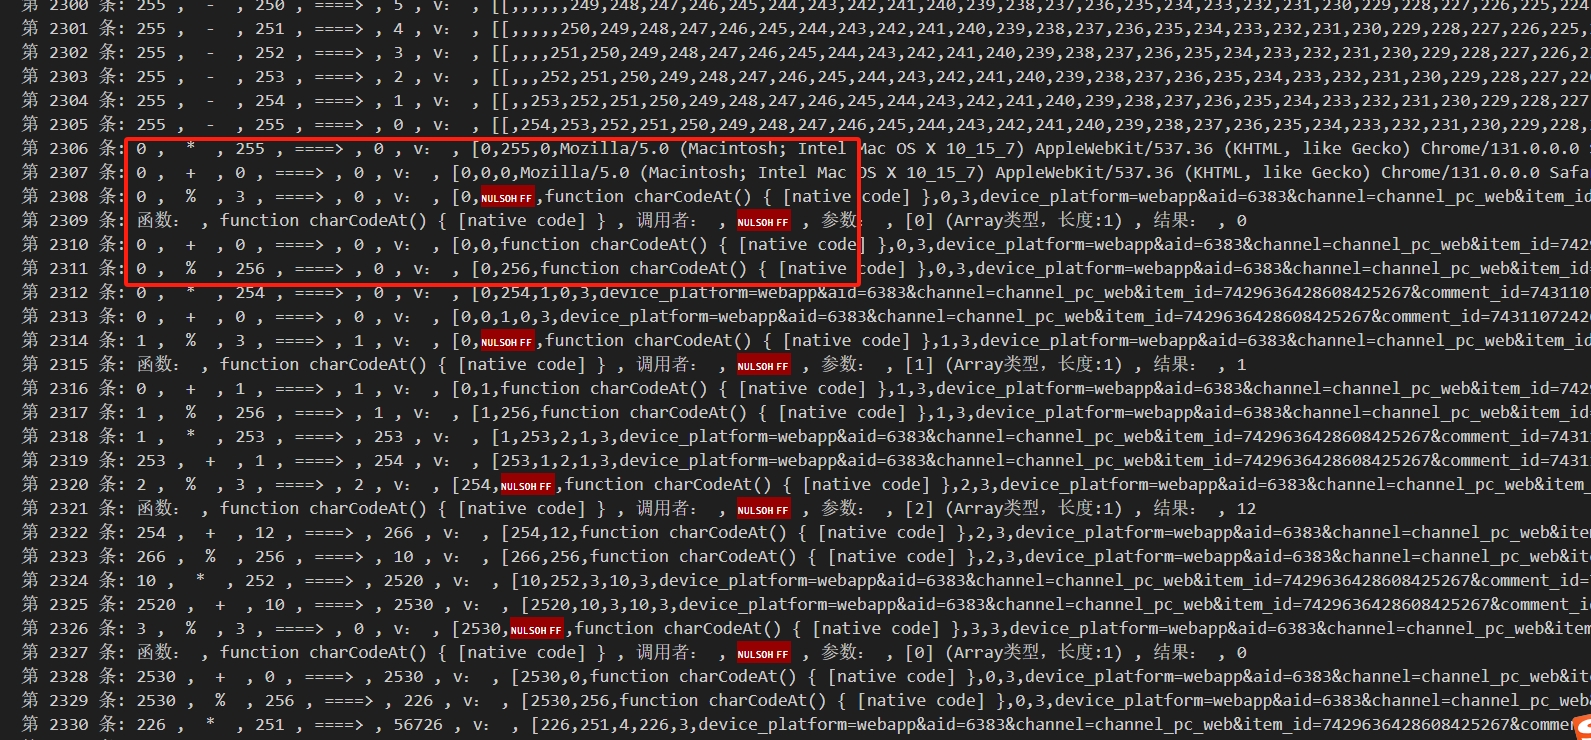 第 2300 条: 255 , - , 250 , ====> , 5 , v： , [[,,,,,,249,248,247,246,245,244,243,242,241,240,239,238,237,236,235,234,233,232,231,230,229,228,227,226,225,224
第 2301 条: 255 , - , 251 , ====> , 4 , v： , [[,,,,,250,249,248,247,246,245,244,243,242,241,240,239,238,237,236,235,234,233,232,231,230,229,228,227,226,225,
第 2302 条: 255 , - , 252 , ====> , 3 , v： , [[,,,,251,250,249,248,247,246,245,244,243,242,241,240,239,238,237,236,235,234,233,232,231,230,229,228,227,226,2
第 2303 条: 255 , - , 253 , ====> , 2 , v： , [[,,,252,251,250,249,248,247,246,245,244,243,242,241,240,239,238,237,236,235,234,233,232,231,230,229,228,227,22
第 2304 条: 255 , - , 254 , ====> , 1 , v： , [[,,253,252,251,250,249,248,247,246,245,244,243,242,241,240,239,238,237,236,235,234,233,232,231,230,229,228,227
第 2305 条: 255 , - , 255 , ====> , 0 , v： , [[,254,253,252,251,250,249,248,247,246,245,244,243,242,241,240,239,238,237,236,235,234,233,232,231,230,229,228,
第 2306 条: 0 , * , 255 , ====> , 0 , v： , [0,255,0,Mozilla/5.0 (Macintosh; Intel Mac OS X 10_15_7) AppleWebKit/537.36 (KHTML, like Gecko) Chrome/131.0.0.0
第 2307 条: 0 , + , 0 , ====> , 0 , v： , [0,0,0,Mozilla/5.0 (Macintosh; Intel Mac OS X 10_15_7) AppleWebKit/537.36 (KHTML, like Gecko) Chrome/131.0.0.0 Safa
第 2308 条: 0 , % , 3 , ====> , 0 , v： , [0,NULSOHFF,function charCodeAt() { [native code] },0,3,device_platform=webapp&aid=6383&channel=channel_pc_web&item_id
第 2309 条: 函数： , function charCodeAt() { [native code] } , 调用者： , NULSOHFF , 参数： , [0] (Array类型，长度:1) , 结果： , 0
第 2310 条: 0 , + , 0 , ====> , 0 , v： , [0,0,function charCodeAt() { [native code] },0,3,device_platform=webapp&aid=6383&channel=channel_pc_web&item_id=742
第 2311 条: 0 , % , 256 , ====> , 0 , v： , [0,256,function charCodeAt() { [native code] },0,3,device_platform=webapp&aid=6383&channel=channel_pc_web&item_id
第 2312 条: 0 , * , 254 , ====> , 0 , v： , [0,254,1,0,3,device_platform=webapp&aid=6383&channel=channel_pc_web&item_id=7429636428608425267&comment_id=743110
第 2313 条: 0 , + , 0 , ====> , 0 , v： , [0,0,1,0,3,device_platform=webapp&aid=6383&channel=channel_pc_web&item_id=7429636428608425267&comment_id=7431107242
第 2314 条: 1 , % , 3 , ====> , 1 , v： , [0,NULSOHFF,function charCodeAt() { [native code] },1,3,device_platform=webapp&aid=6383&channel=channel_pc_web&item_id
第 2315 条: 函数： , function charCodeAt() { [native code] } , 调用者： , NULSOHFF , 参数： , [1] (Array类型，长度:1) , 结果： , 1
第 2316 条: 0 , + , 1 , ====> , 1 , v： , [0,1,function charCodeAt() { [native code] },1,3,device_platform=webapp&aid=6383&channel=channel_pc_web&item_id=742
第 2317 条: 1 , % , 256 , ====> , 1 , v： , [1,256,function charCodeAt() { [native code] },1,3,device_platform=webapp&aid=6383&channel=channel_pc_web&item_id
第 2318 条: 1 , * , 253 , ====> , 253 , v： , [1,253,2,1,3,device_platform=webapp&aid=6383&channel=channel_pc_web&item_id=7429636428608425267&comment_id=7431
第 2319 条: 253 , + , 1 , ====> , 254 , v： , [253,1,2,1,3,device_platform=webapp&aid=6383&channel=channel_pc_web&item_id=7429636428608425267&comment_id=7431
第 2320 条: 2 , % , 3 , ====> , 2 , v： , [254,NULSOHFF,function charCodeAt() { [native code] },2,3,device_platform=webapp&aid=6383&channel=channel_pc_web&item_
第 2321 条: 函数： , function charCodeAt() { [native code] } , 调用者： , NULSOHFF , 参数： , [2] (Array类型，长度:1) , 结果： , 12
第 2322 条: 254 , + , 12 , ====> , 266 , v： , [254,12,function charCodeAt() { [native code] },2,3,device_platform=webapp&aid=6383&channel=channel_pc_web&ite
第 2323 条: 266 , % , 256 , ====> , 10 , v： , [266,256,function charCodeAt() { [native code] },2,3,device_platform=webapp&aid=6383&channel=channel_pc_web&ite
第 2324 条: 10 , * , 252 , ====> , 2520 , v： , [10,252,3,10,3,device_platform=webapp&aid=6383&channel=channel_pc_web&item_id=7429636428608425267&comment_id=7
第 2325 条: 2520 , + , 10 , ====> , 2530 , v： , [2520,10,3,10,3,device_platform=webapp&aid=6383&channel=channel_pc_web&item_id=7429636428608425267&comment_id
第 2326 条: 3 , % , 3 , ====> , 0 , v： , [2530,NULSOHFF,function charCodeAt() { [native code] },3,3,device_platform=webapp&aid=6383&channel=channel_pc_web&item
第 2327 条: 函数： , function charCodeAt() { [native code] } , 调用者： , NULSOHFF , 参数： , [0] (Array类型，长度:1) , 结果： , 0
第 2328 条: 2530 , + , 0 , ====> , 2530 , v： , [2530,0,function charCodeAt() { [native code] },0,3,device_platform=webapp&aid=6383&channel=channel_pc_web&it
第 2329 条: 2530 , % , 256 , ====> , 226 , v： , [2530,256,function charCodeAt() { [native code] },0,3,device_platform=webapp&aid=6383&channel=channel_pc_web&
第 2330 条: 226 , * , 251 , ====> , 56726 , v： , [226,251,4,226,3,device_platform=webapp&aid=6383&channel=channel_pc_web&item_id=7429636428608425267&comme